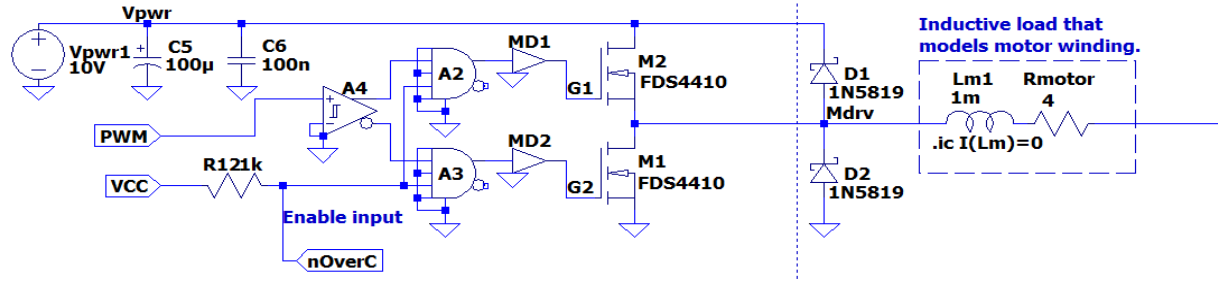 Vpwr
Inductive load that
models motor winding.
Vpwr1
10V
C5
100µ
C6
100n
A4
A2
MD1
G1
M2
FDS4410
D1
1N5819
Lm1
1m
Rmotor
4
.ic I(Lm)=0
Mdrv
PWM
MD2
A3
G2
M1
FDS4410
D2
1N5819
R12
1k
VCC
Enable input
nOverC